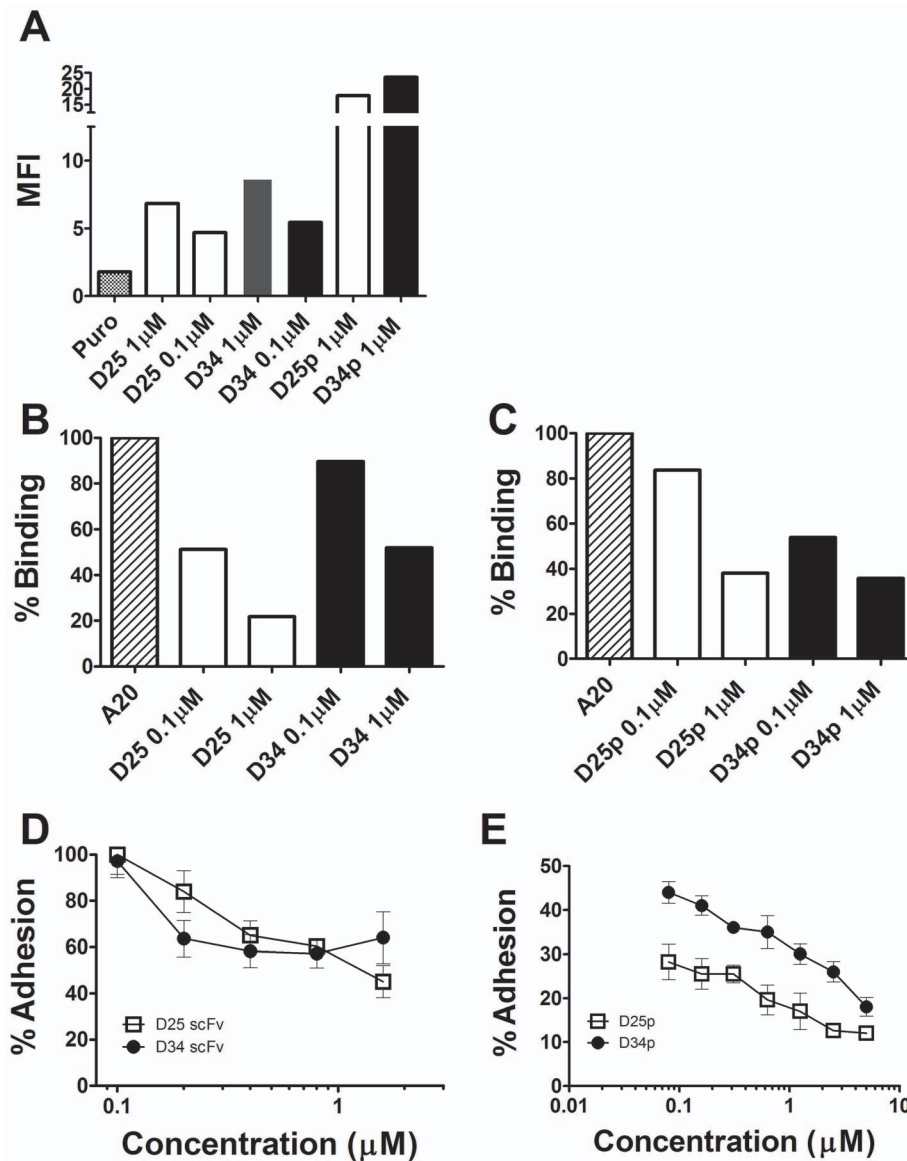 A
MFI
25
20
15
10
5
0
Puro
D25 1µM
D25 0.1µM
D34 1µM
D34 0.1µM
D25p 1µM
D34p 1µM
B
% Binding
100
80
60
40
20
0
A20
D25 0.1µM
D25 1µM
D34 0.1µM
D34 1µM
C
% Binding
100
80
60
40
20
0
A20
D25p 0.1µM
D25p 1µM
D34p 0.1µM
D34p 1µM
D
% Adhesion
100
80
60
40
20
0
D25 scFv
D34 scFv
0.1 1
Concentration (µM)
E
% Adhesion
50
40
30
20
10
0
D25p
D34p
0.01 0.1 1 10
Concentration (µM)